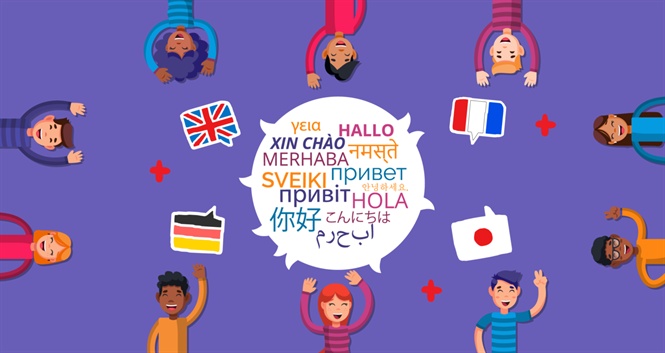 γεια
HALLO
XIN CHÀO
नमस्ते
MERHABA
привет
SVEIKI
안녕하세요.
привіт
HOLA
你好
こんにちは
ابحرم